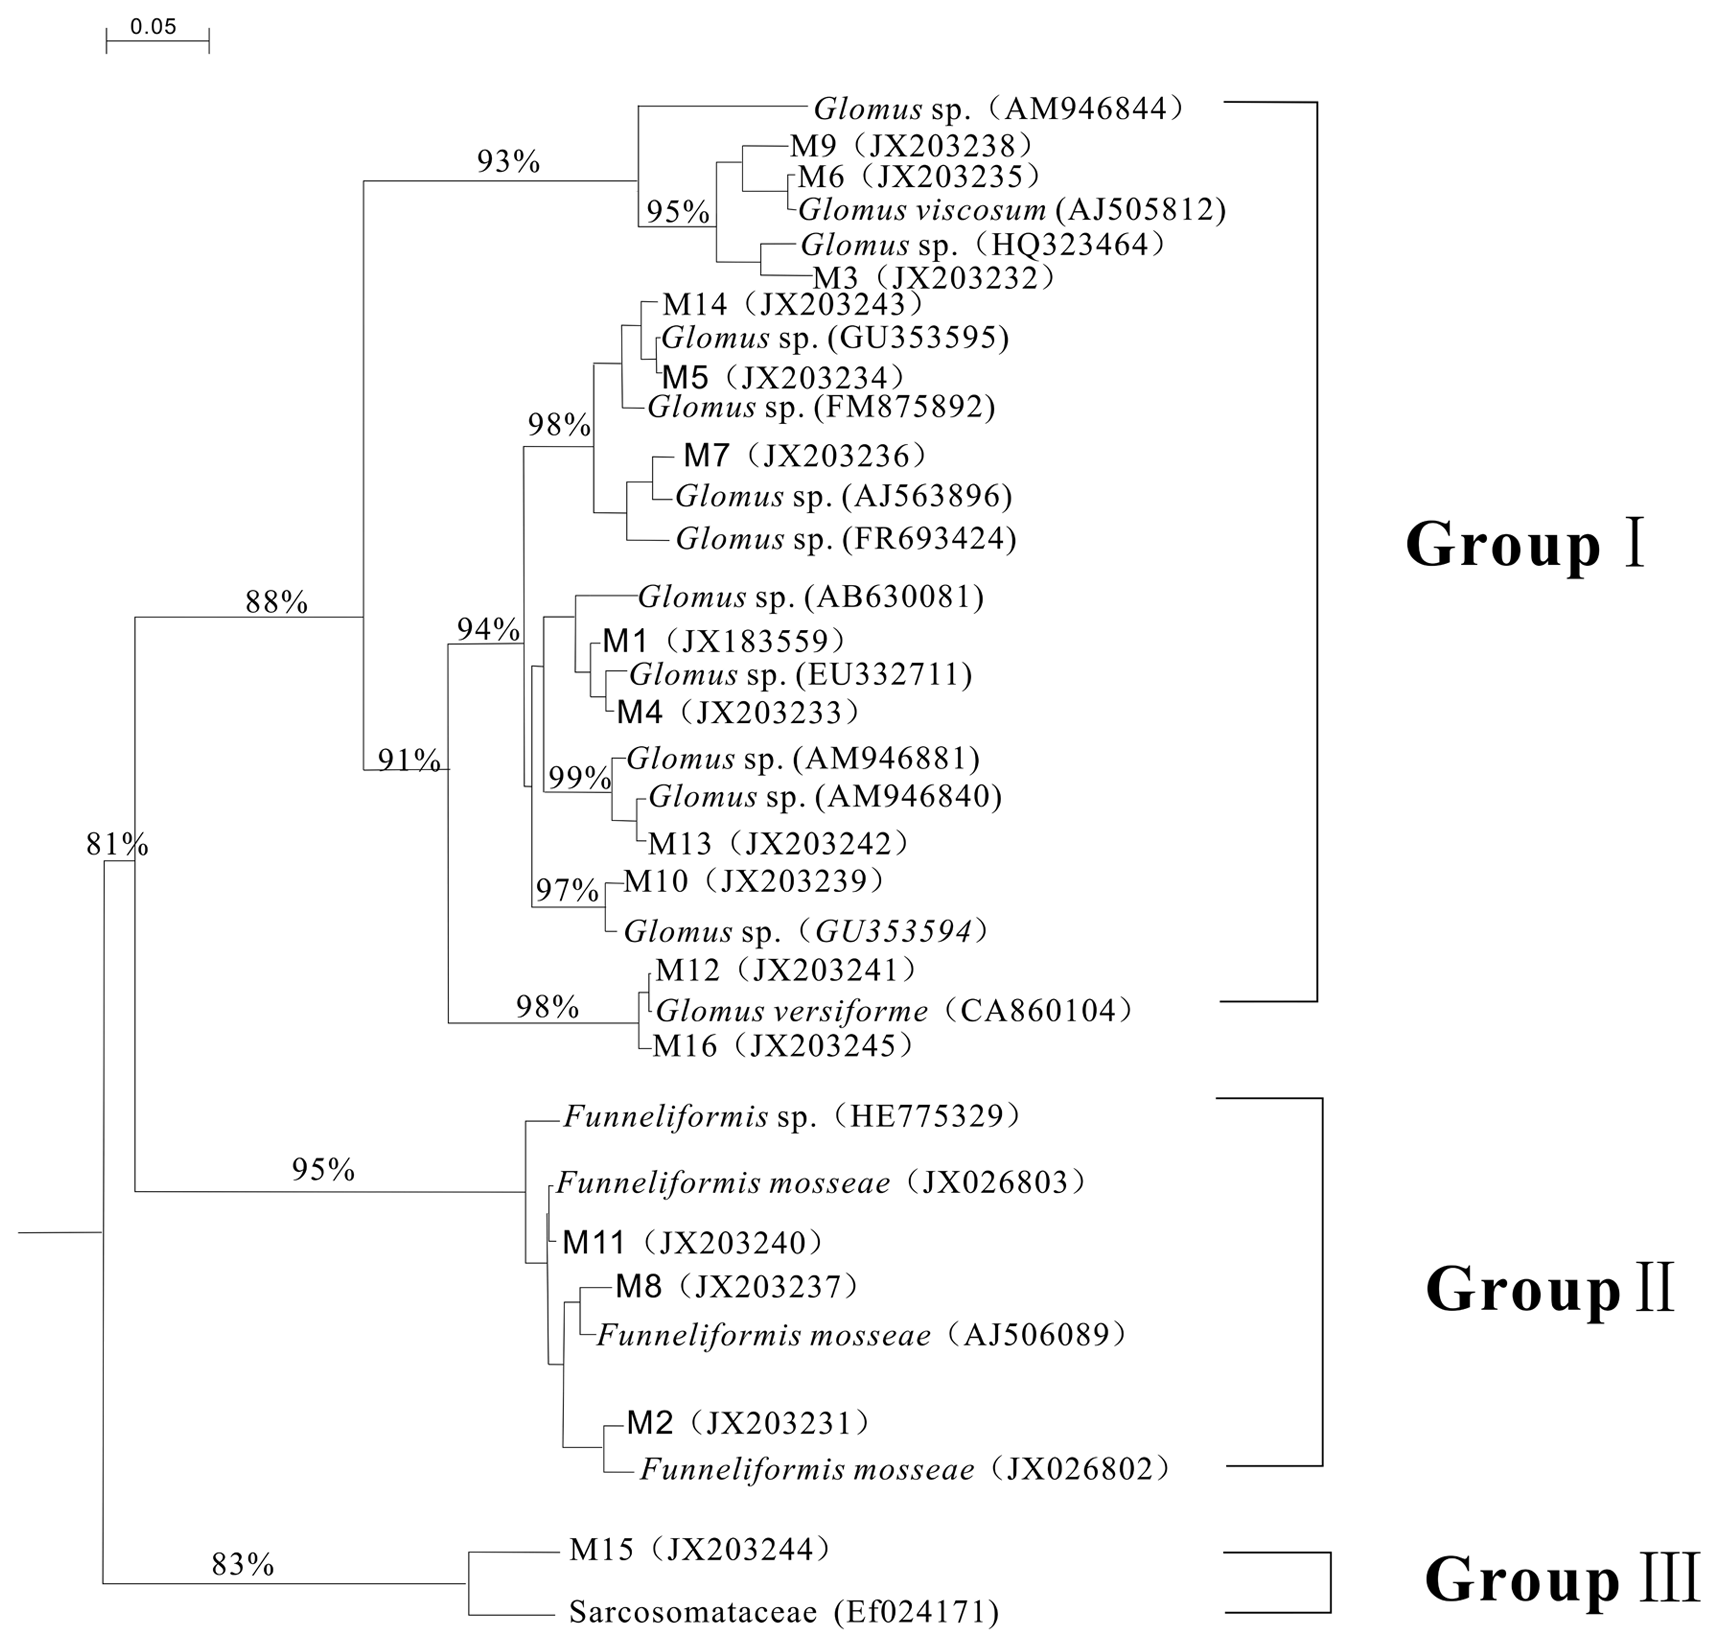 0.05
Glomus sp.（AM946844）
M9（JX203238）
93%
M6（JX203235）
95%
Glomus viscosum (AJ505812)
Glomus sp.（HQ323464）
M3（JX203232）
M14（JX203243）
Glomus sp. (GU353595)
M5（JX203234）
Glomus sp. (FM875892)
98%
M7（JX203236）
Glomus sp. (AJ563896)
Glomus sp. (FR693424)
Group Ⅰ
Glomus sp. (AB630081)
88%
94%
M1（JX183559）
Glomus sp. (EU332711)
M4（JX203233）
91%
Glomus sp. (AM946881)
99%
Glomus sp. (AM946840)
81%
M13（JX203242）
97%
M10（JX203239）
Glomus sp.（GU353594）
M12（JX203241）
98%
Glomus versiforme（CA860104）
M16（JX203245）
Funneliformis sp.（HE775329）
95%
Funneliformis mosseae（JX026803）
M11（JX203240）
M8（JX203237）
Group Ⅱ
Funneliformis mosseae（AJ506089）
M2（JX203231）
Funneliformis mosseae（JX026802）
M15（JX203244）
83%
Group Ⅲ
Sarcosomataceae (Ef024171)